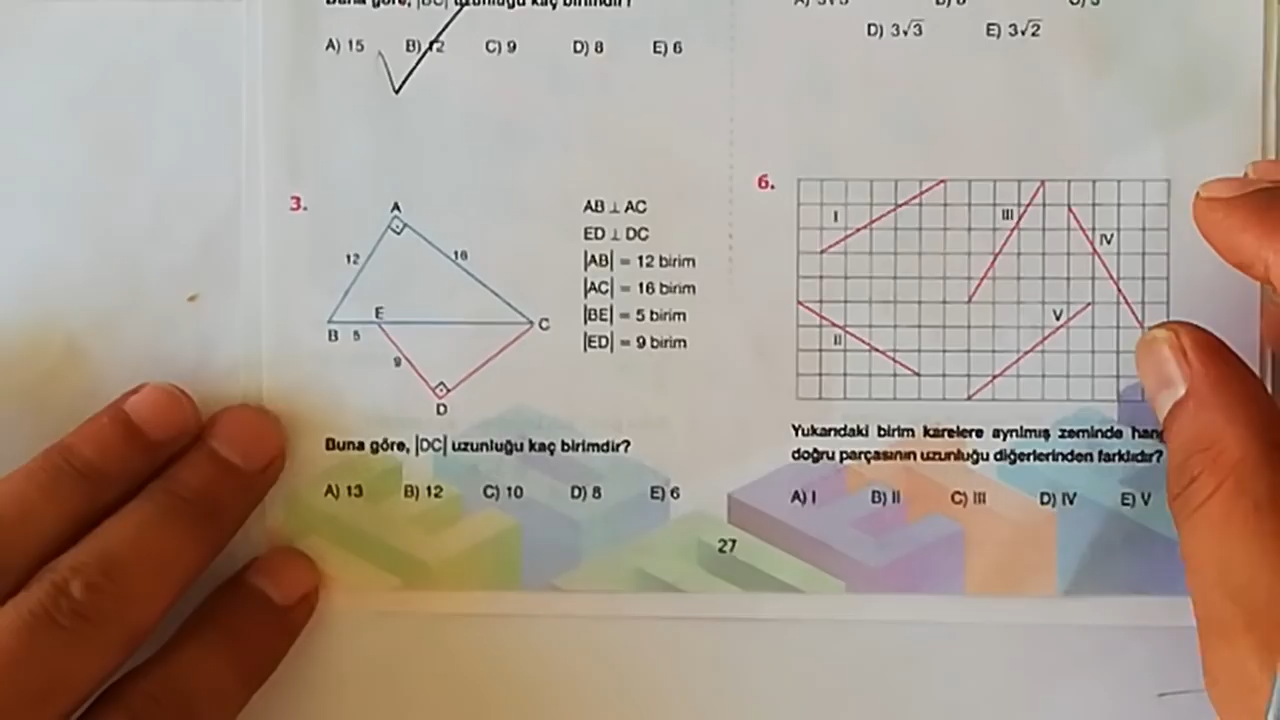 A) 15 B) 12 C) 9 D) 8 E) 6
D) 3√3 E) 3√2
3.
A
12
16
E
B 5
C
9
D
AB ⊥ AC
ED ⊥ DC
|AB| = 12 birim
|AC| = 16 birim
|BE| = 5 birim
|ED| = 9 birim
Buna göre, |DC| uzunluğu kaç birimdir?
A) 13 B) 12 C) 10 D) 8 E) 6
6.
I
III
IV
II
V
Yukarıdaki birim karelere ayrılmış zeminde
doğru parçasının uzunluğu diğerlerinden farklıdır?
A) I B) II C) III D) IV E) V
27